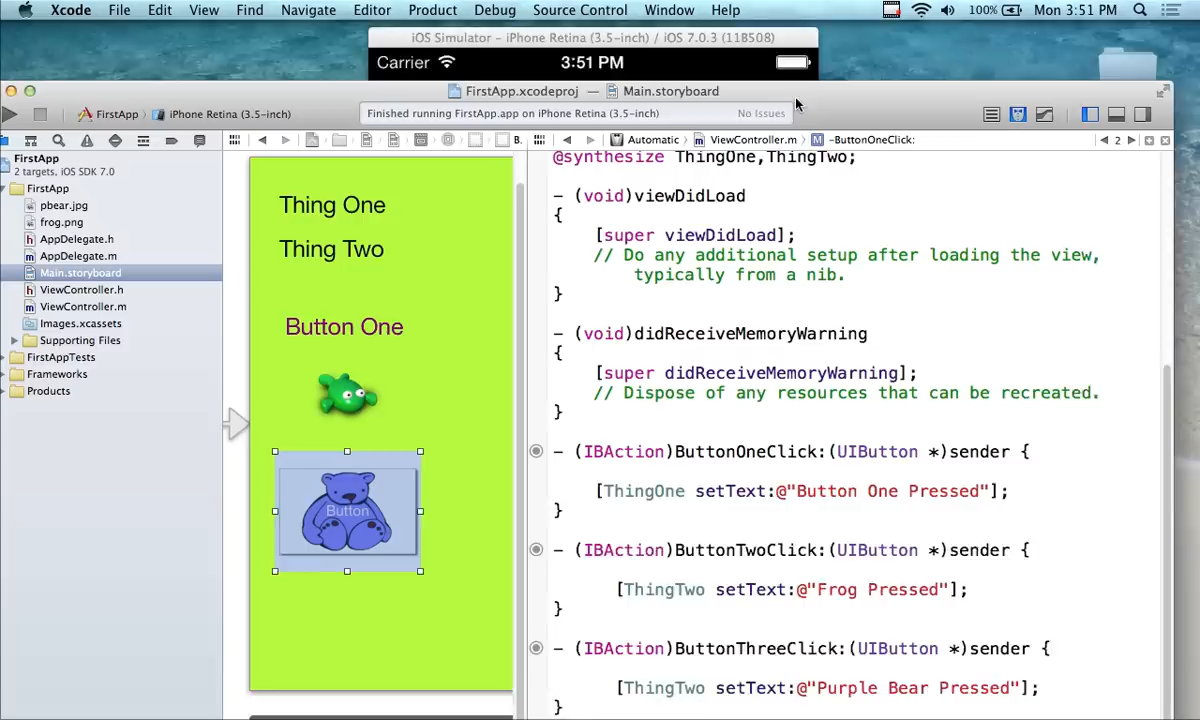 Xcode File Edit View Find Navigate Editor Product Debug Source Control Window Help 100% Mon 3:51 PM
iOS Simulator – iPhone Retina (3.5-inch) / iOS 7.0.3 (11B508)
Carrier 3:51 PM
FirstApp.xcodeproj — Main.storyboard
FirstApp iPhone Retina (3.5-inch)
Finished running FirstApp.app on iPhone Retina (3.5-inch) No Issues
B. Automatic ViewController.m M -ButtonOneClick: 2
FirstApp
2 targets, iOS SDK 7.0
FirstApp
pbear.jpg
frog.png
h AppDelegate.h
m AppDelegate.m
Main.storyboard
h ViewController.h
m ViewController.m
Images.xcassets
Supporting Files
FirstAppTests
Frameworks
Products
Thing One
Thing Two
Button One
Button
@synthesize ThingOne,ThingTwo;
- (void)viewDidLoad
{
[super viewDidLoad];
// Do any additional setup after loading the view,
typically from a nib.
}
- (void)didReceiveMemoryWarning
{
[super didReceiveMemoryWarning];
// Dispose of any resources that can be recreated.
}
- (IBAction)ButtonOneClick:(UIButton *)sender {
[ThingOne setText:@"Button One Pressed"];
}
- (IBAction)ButtonTwoClick:(UIButton *)sender {
[ThingTwo setText:@"Frog Pressed"];
}
- (IBAction)ButtonThreeClick:(UIButton *)sender {
[ThingTwo setText:@"Purple Bear Pressed"];
}